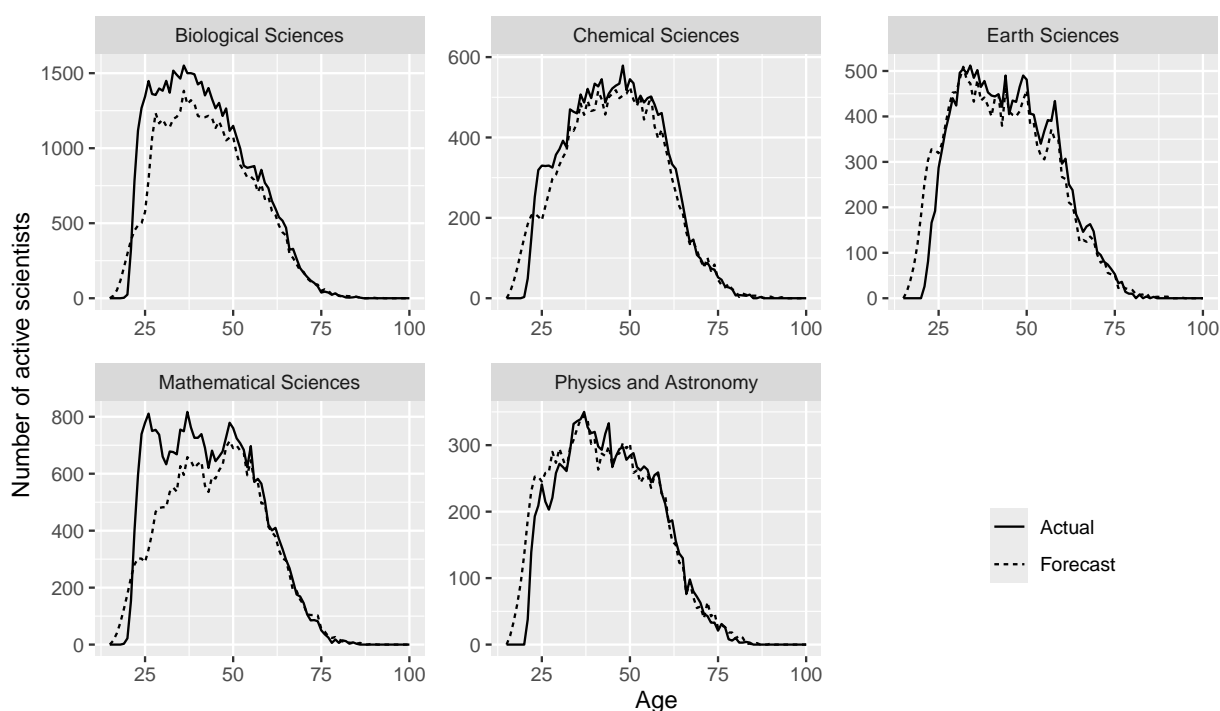 Biological Sciences
Chemical Sciences
Earth Sciences
1500
1000
500
0
25 50 75 100
600
400
200
0
25 50 75 100
500
400
300
200
100
0
25 50 75 100
Number of active scientists
Mathematical Sciences
Physics and Astronomy
800
600
400
200
0
25 50 75 100
300
200
100
0
25 50 75 100
Age
Actual
Forecast